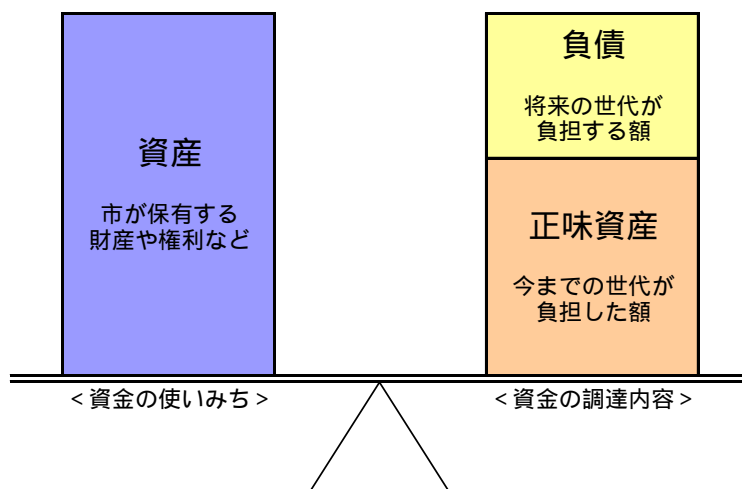 資産
市が保有する
財産や権利など
負債
将来の世代が
負担する額
正味資産
今までの世代が
負担した額
＜資金の使いみち＞
＜資金の調達内容＞